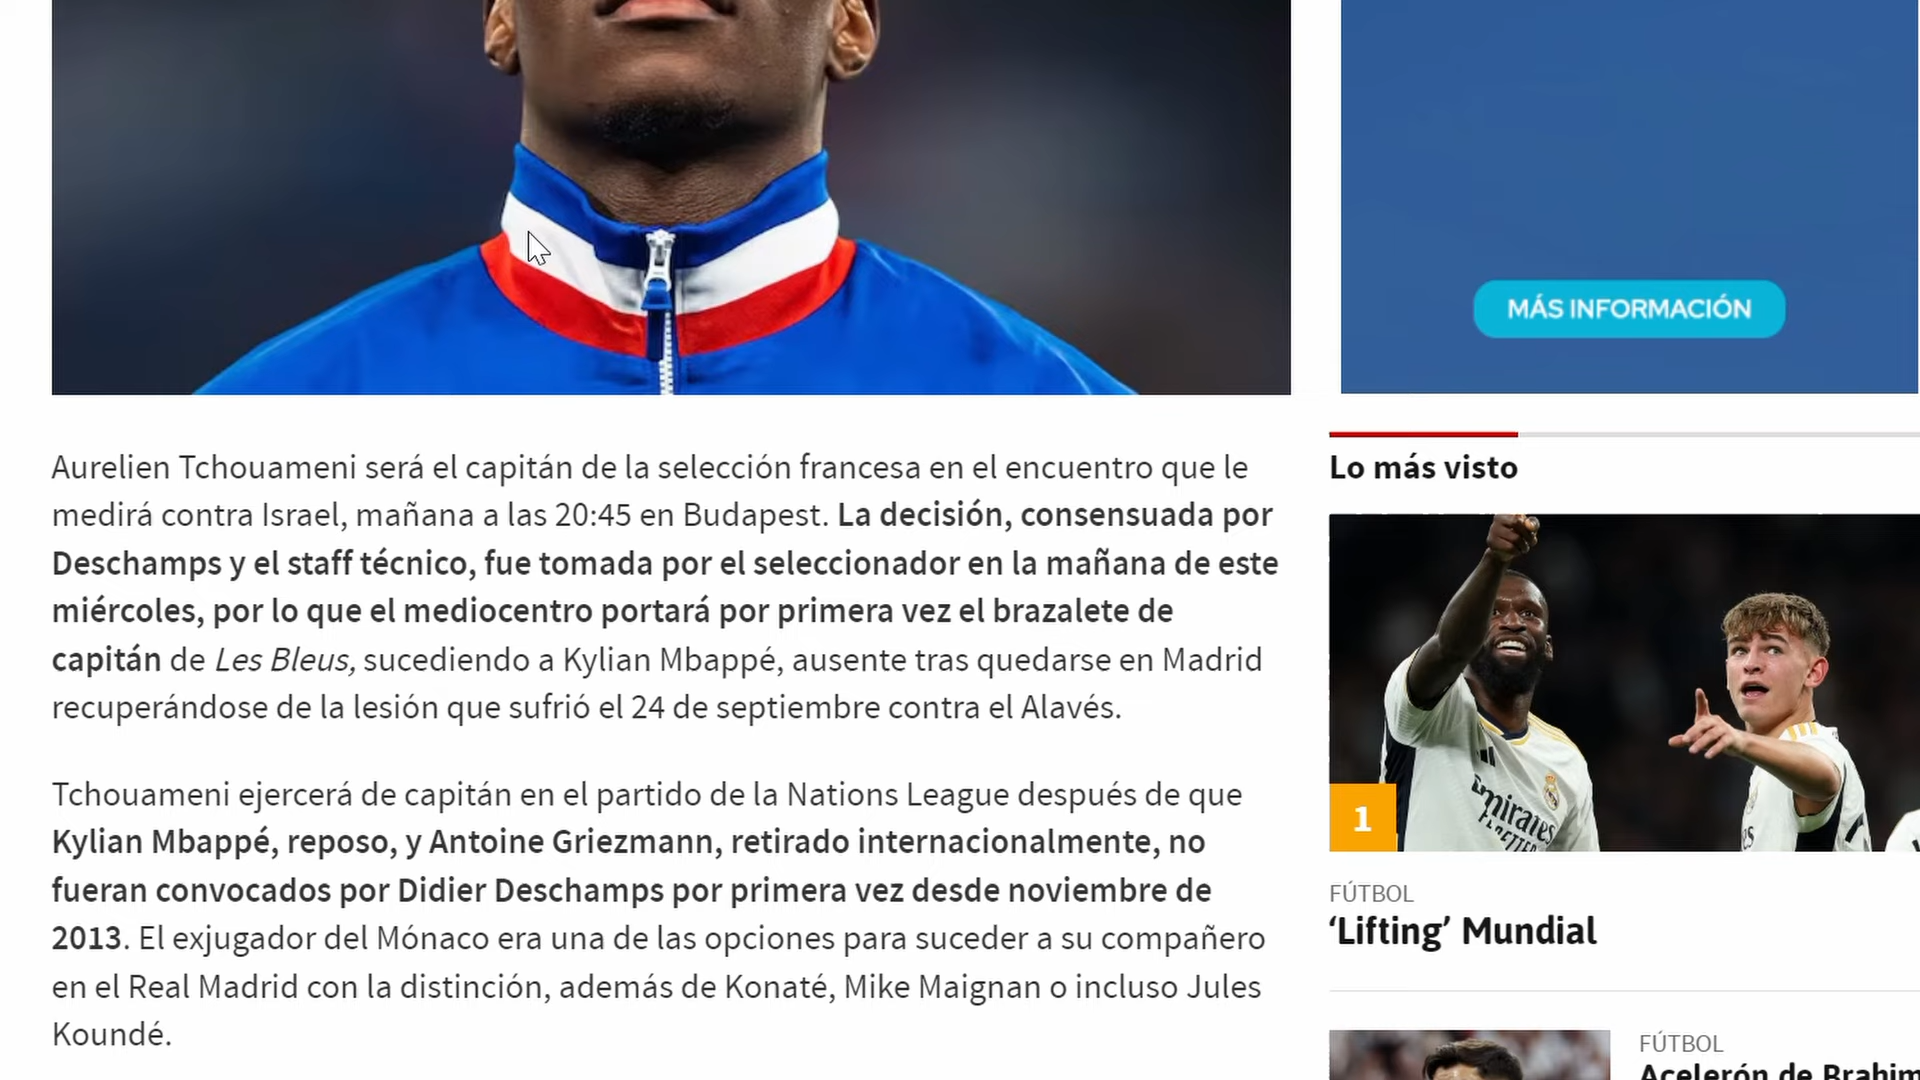 MÁS INFORMACIÓN
Aurelien Tchouameni será el capitán de la selección francesa en el encuentro que le
medirá contra Israel, mañana a las 20:45 en Budapest. La decisión, consensuada por
Deschamps y el staff técnico, fue tomada por el seleccionador en la mañana de este
miércoles, por lo que el mediocentro portará por primera vez el brazalete de
capitán de Les Bleus, sucediendo a Kylian Mbappé, ausente tras quedarse en Madrid
recuperándose de la lesión que sufrió el 24 de septiembre contra el Alavés.
Tchouameni ejercerá de capitán en el partido de la Nations League después de que
Kylian Mbappé, reposo, y Antoine Griezmann, retirado internacionalmente, no
fueran convocados por Didier Deschamps por primera vez desde noviembre de
2013. El exjugador del Mónaco era una de las opciones para suceder a su compañero
en el Real Madrid con la distinción, además de Konaté, Mike Maignan o incluso Jules
Koundé.
Lo más visto
Emirates
1
FÚTBOL
‘Lifting’ Mundial
FÚTBOL
Acelerón de Brahim